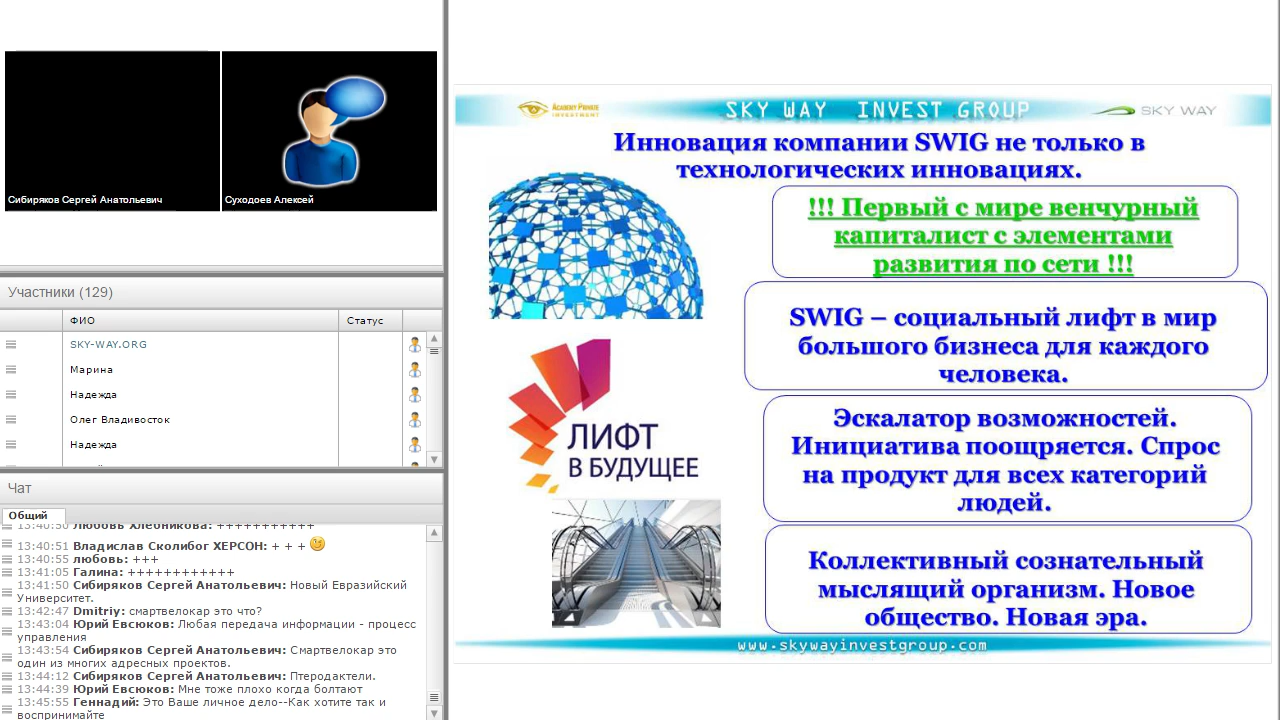 Сибиряков Сергей Анатольевич
Суходоев Алексей
Участники (129)
ФИО
Статус
SKY-WAY.ORG
Марина
Надежда
Олег Владивосток
Надежда
Чат
Общий
13:40:50 Любовь Хлебникова: +++++++++++
13:40:51 Владислав Сколибог ХЕРСОН: + + +
13:40:55 любовь: +++
13:41:05 Галина: ++++++++++++
13:41:50 Сибиряков Сергей Анатольевич: Новый Евразийский
Университет.
13:42:47 Dmitriy: смартвелокар это что?
13:43:04 Юрий Евсюков: Любая передача информации - процесс
управления
13:43:54 Сибиряков Сергей Анатольевич: Смартвелокар это
один из многих адресных проектов.
13:44:12 Сибиряков Сергей Анатольевич: Птеродактели.
13:44:39 Юрий Евсюков: Мне тоже плохо когда болтают
13:45:55 Геннадий: Это Ваше личное дело--Как хотите так и
воспринимайте
ACADEMY PRIVATE
INVESTMENT
SKY WAY INVEST GROUP
SKY WAY
Инновация компании SWIG не только в
технологических инновациях.
!!! Первый с мире венчурный
капиталист с элементами
развития по сети !!!
SWIG – социальный лифт в мир
большого бизнеса для каждого
человека.
ЛИФТ
В БУДУЩЕЕ
Эскалатор возможностей.
Инициатива поощряется. Спрос
на продукт для всех категорий
людей.
Коллективный сознательный
мыслящий организм. Новое
общество. Новая эра.
www.skywayinvestgroup.com